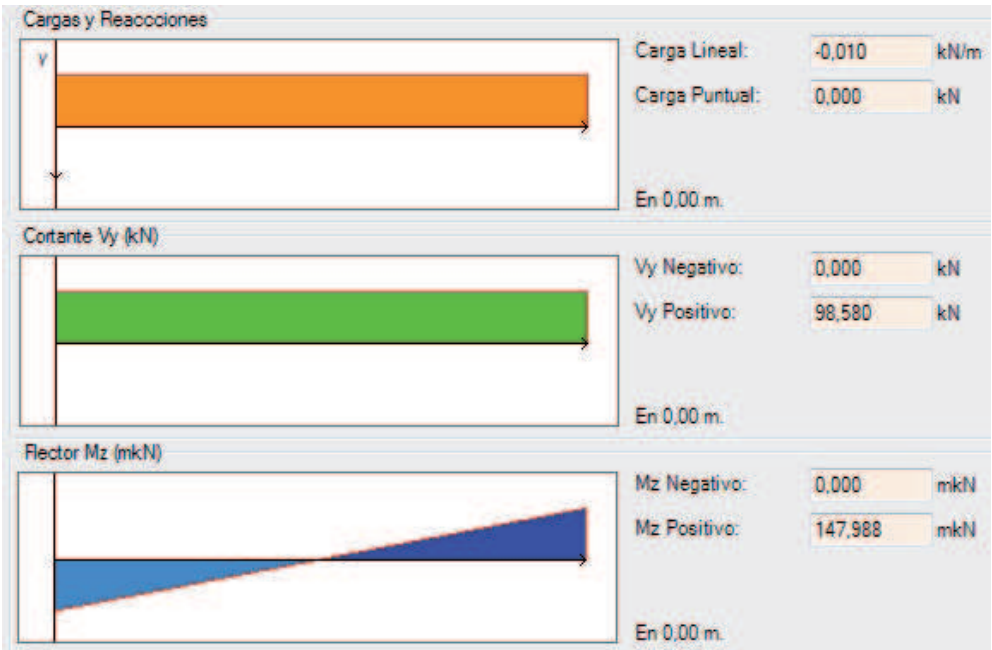 Cargas y Reaccciones
y
Carga Lineal: -0,010 kN/m
Carga Puntual: 0,000 kN
En 0,00 m.
Cortante Vy (kN)
Vy Negativo: 0,000 kN
Vy Positivo: 98,580 kN
En 0,00 m.
Flector Mz (mkN)
Mz Negativo: 0,000 mkN
Mz Positivo: 147,988 mkN
En 0,00 m.